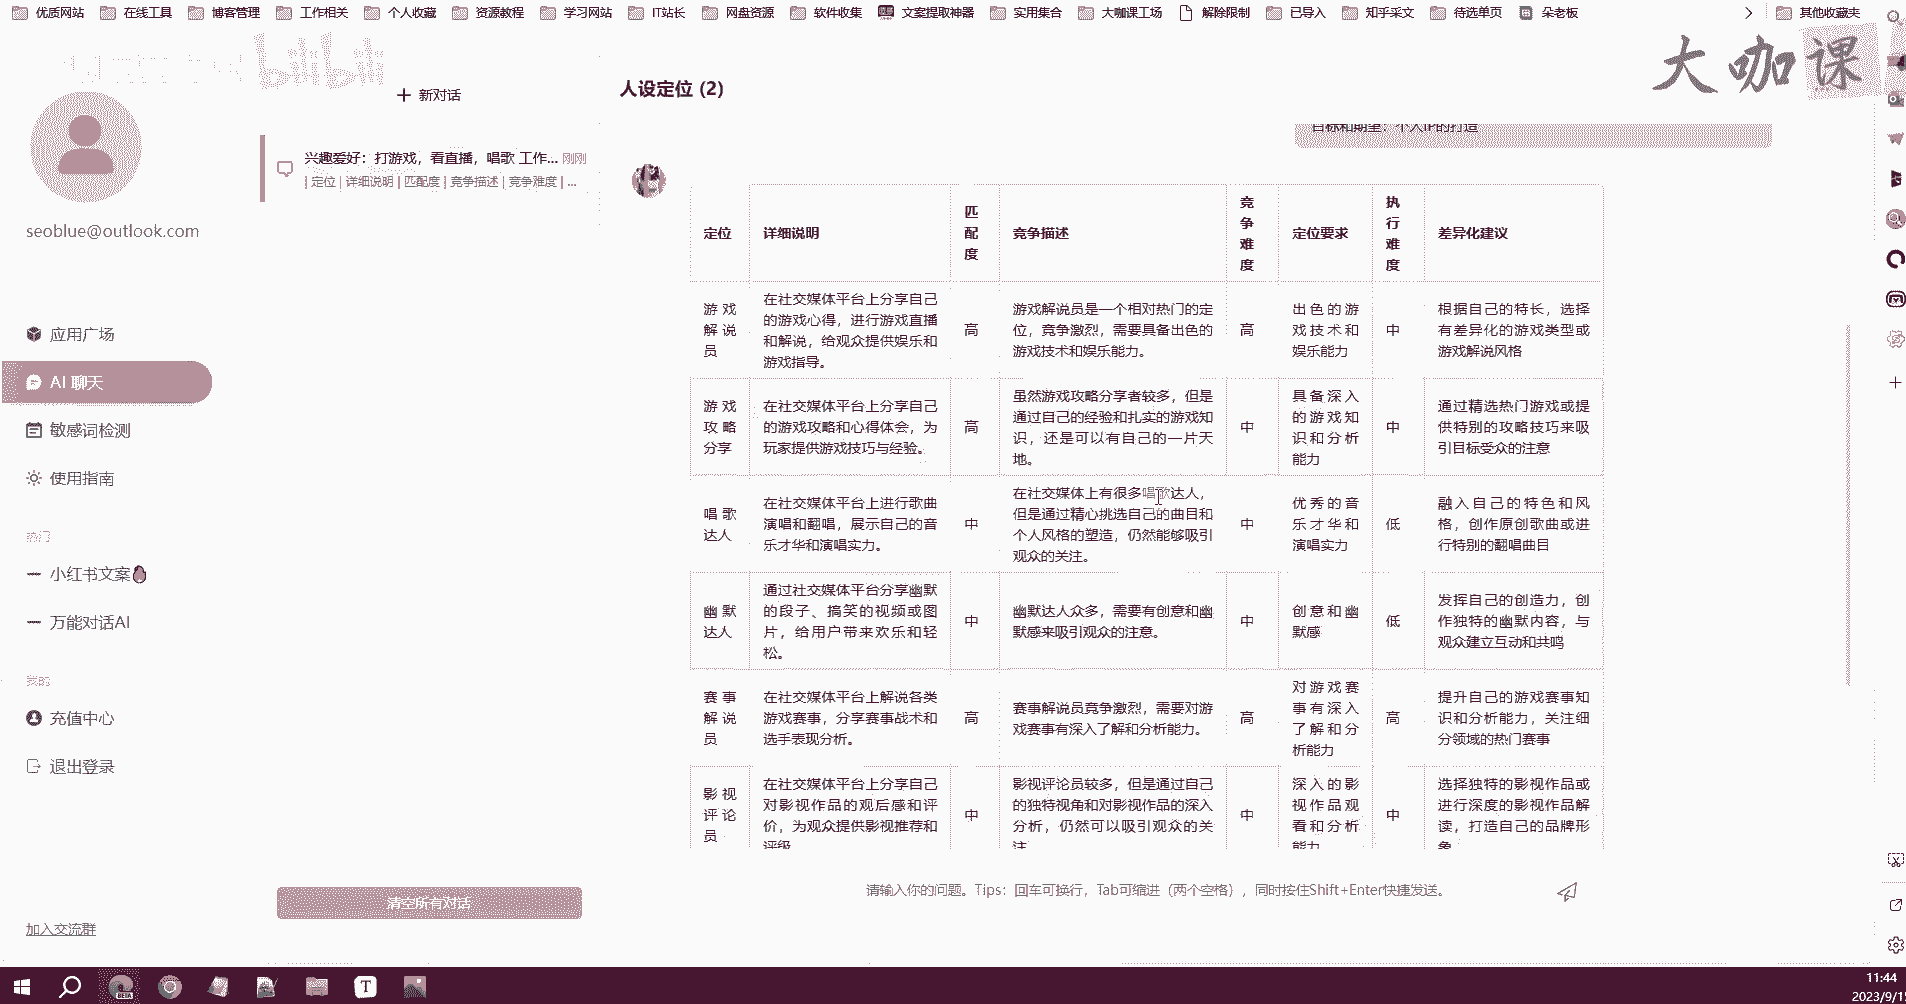 优质网站 在线工具 博客管理 工作相关 个人收藏 资源教程 学习网站 IT站长 网盘资源 软件收集 文案提取神器 实用集合 大咖课工场 解除限制 已导入 知乎采文 待选单页 朵老板 其他收藏夹
bilibili
大咖课
+ 新对话
人设定位 (2)
目标和期望：个人IP的打造
兴趣爱好：打游戏，看直播，唱歌 工作... 刚刚
| 定位 | 详细说明 | 匹配度 | 竞争描述 | 竞争难度 | ...
seoblue@outlook.com
应用广场
AI 聊天
敏感词检测
使用指南
热门
小红书文案
万能对话AI
我的
充值中心
退出登录
加入交流群
清空所有对话
定位 详细说明 匹配度 竞争描述 竞争难度 定位要求 执行难度 差异化建议
游戏解说员
在社交媒体平台上分享自己
的游戏心得，进行游戏直播
和解说，给观众提供娱乐和
游戏指导。
高
游戏解说员是一个相对热门的定
位，竞争激烈，需要具备出色的
游戏技术和娱乐能力。
高
出色的游
戏技术和
娱乐能力
中
根据自己的特长，选择
有差异化的游戏类型或
游戏解说风格
游戏攻略分享
在社交媒体平台上分享自己
的游戏攻略和心得体会，为
玩家提供游戏技巧与经验。
高
虽然游戏攻略分享者较多，但是
通过自己的经验和扎实的游戏知
识，还是可以有自己的一片天
地。
中
具备深入
的游戏知
识和分析
能力
中
通过精选热门游戏或提
供特别的攻略技巧来吸
引目标受众的注意
唱歌达人
在社交媒体平台上进行歌曲
演唱和翻唱，展示自己的音
乐才华和演唱实力。
中
在社交媒体上有很多唱歌达人，
但是通过精心挑选自己的曲目和
个人风格的塑造，仍然能够吸引
观众的关注。
中
优秀的音
乐才华和
演唱实力
低
融入自己的特色和风
格，创作原创歌曲或进
行特别的翻唱曲目
幽默达人
通过社交媒体平台分享幽默
的段子、搞笑的视频或图
片，给用户带来欢乐和轻
松。
中
幽默达人众多，需要有创意和幽
默感来吸引观众的注意。
中
创意和幽
默感
低
发挥自己的创造力，创
作独特的幽默内容，与
观众建立互动和共鸣
赛事解说员
在社交媒体平台上解说各类
游戏赛事，分享赛事战术和
选手表现分析。
高
赛事解说员竞争激烈，需要对游
戏赛事有深入了解和分析能力。
高
对游戏赛
事有深入
了解和分
析能力
高
提升自己的游戏赛事知
识和分析能力，关注细
分领域的热门赛事
影视评论员
在社交媒体平台上分享自己
对影视作品的观后感和评
价，为观众提供影视推荐和
评级
中
影视评论员较多，但是通过自己
的独特视角和对影视作品的深入
分析，仍然可以吸引观众的关
注
中
深入的影
视作品观
看和分析
能力
中
选择独特的影视作品或
进行深度的影视作品解
读，打造自己的品牌形
象
请输入你的问题。Tips：回车可换行，Tab可缩进（两个空格），同时按住Shift+Enter快捷发送。
BETA
T
11:44
2023/9/1